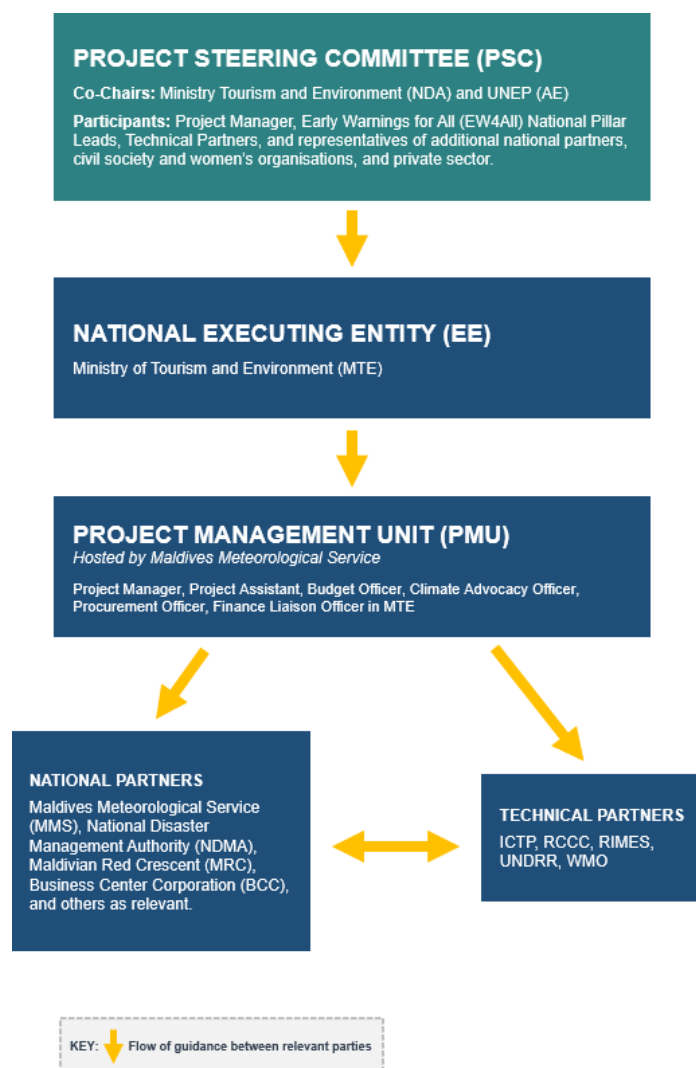 PROJECT STEERING COMMITTEE (PSC)
Co-Chairs: Ministry Tourism and Environment (NDA) and UNEP (AE)
Participants: Project Manager, Early Warnings for All (EW4All) National Pillar
Leads, Technical Partners, and representatives of additional national partners,
civil society and women's organisations, and private sector.
NATIONAL EXECUTING ENTITY (EE)
Ministry of Tourism and Environment (MTE)
PROJECT MANAGEMENT UNIT (PMU)
Hosted by Maldives Meteorological Service
Project Manager, Project Assistant, Budget Officer, Climate Advocacy Officer,
Procurement Officer, Finance Liaison Officer in MTE
NATIONAL PARTNERS
Maldives Meteorological Service
(MMS), National Disaster
Management Authority (NDMA),
Maldivian Red Crescent (MRC),
Business Center Corporation (BCC),
and others as relevant.
TECHNICAL PARTNERS
ICTP, RCCC, RIMES,
UNDRR, WMO
KEY: Flow of guidance between relevant parties